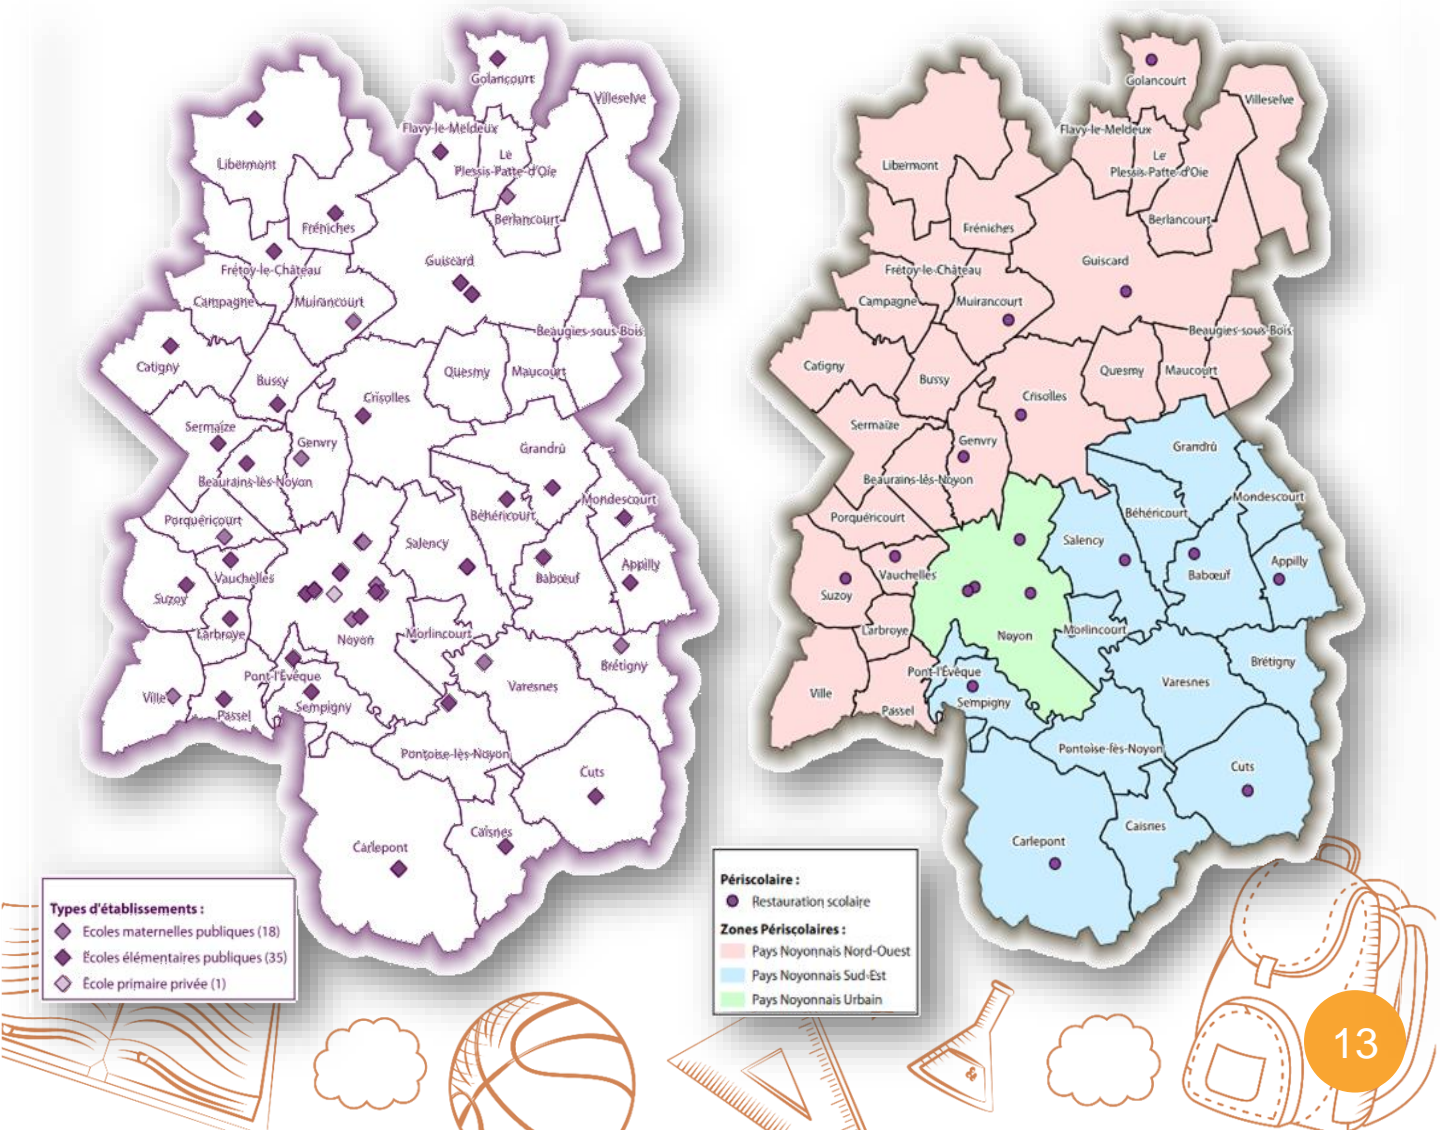 Golancourt
Villeselve
Flavy-le-Meldeux
Le
Plessis-Patte-d'Oie
Libermont
Berlancourt
Fréniches
Guiscard
Frétoy-le-Château
Campagne
Muirancourt
Beaugies-sous-Bois
Catigny
Bussy
Quesmy
Maucourt
Crisolles
Sermaize
Genvry
Grandrû
Beaurains-lès-Noyon
Mondescourt
Porquéricourt
Béhéricourt
Salency
Vauchelles
Babœuf
Appilly
Suzoy
Larbroye
Noyon
Morlincourt
Brétigny
Pont-l'Évêque
Varesnes
Ville
Passel
Sempigny
Pontoise-lès-Noyon
Cuts
Caisnes
Carlepont
Types d'établissements :
Ecoles maternelles publiques (18)
Écoles élémentaires publiques (35)
École primaire privée (1)
Golancourt
Villeselve
Flavy-le-Meldeux
Le
Plessis-Patte-d'Oie
Libermont
Berlancourt
Fréniches
Guiscard
Frétoy-le-Château
Campagne
Muirancourt
Beaugies-sous-Bois
Catigny
Bussy
Quesmy
Maucourt
Crisolles
Sermaize
Genvry
Grandrû
Beaurains-lès-Noyon
Mondescourt
Porquéricourt
Béhéricourt
Salency
Vauchelles
Babœuf
Appilly
Suzoy
Larbroye
Noyon
Morlincourt
Brétigny
Pont-l'Évêque
Varesnes
Ville
Passel
Sempigny
Pontoise-lès-Noyon
Cuts
Caisnes
Carlepont
Périscolaire :
Restauration scolaire
Zones Périscolaires :
Pays Noyonnais Nord-Ouest
Pays Noyonnais Sud-Est
Pays Noyonnais Urbain
13